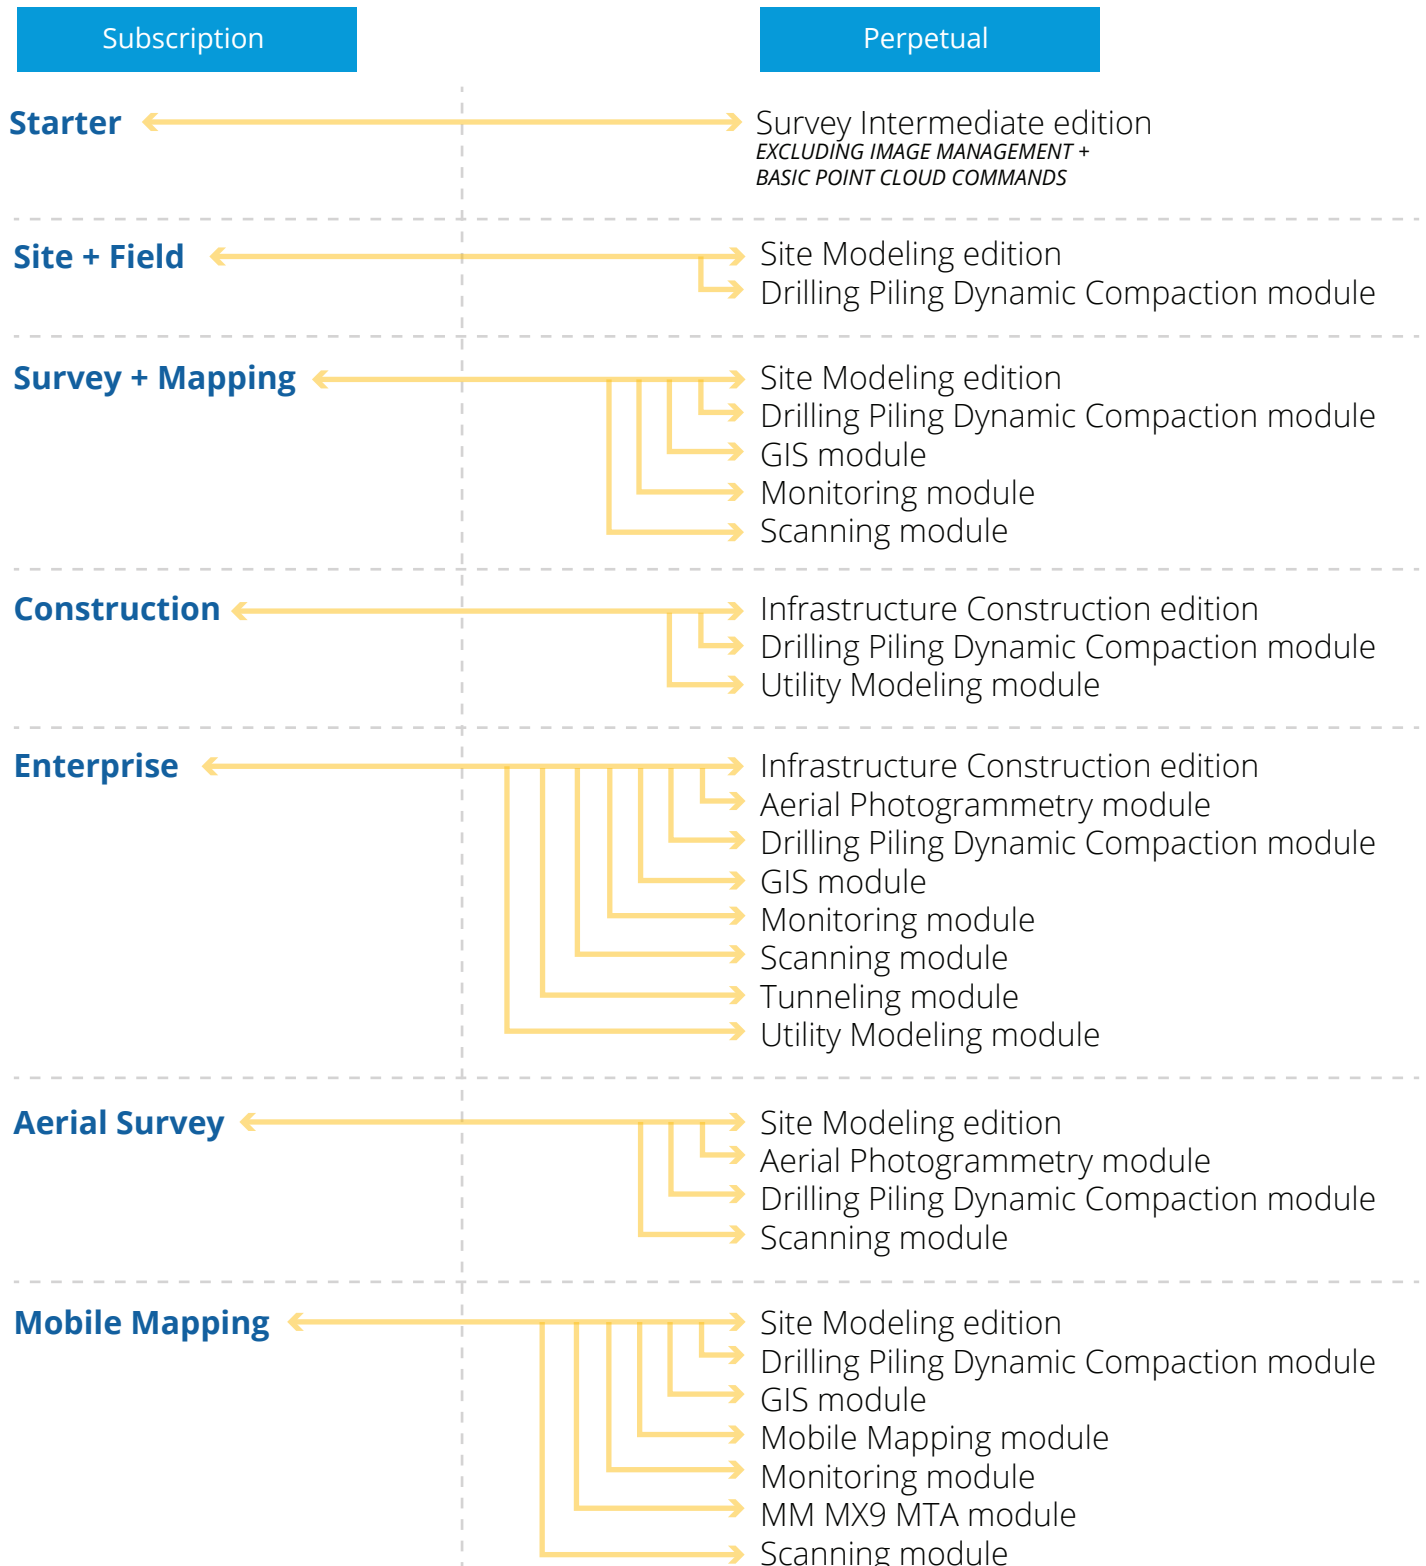 Subscription
Perpetual
Starter
Survey Intermediate edition
EXCLUDING IMAGE MANAGEMENT +
BASIC POINT CLOUD COMMANDS
Site + Field
Site Modeling edition
Drilling Piling Dynamic Compaction module
Survey + Mapping
Site Modeling edition
Drilling Piling Dynamic Compaction module
GIS module
Monitoring module
Scanning module
Construction
Infrastructure Construction edition
Drilling Piling Dynamic Compaction module
Utility Modeling module
Enterprise
Infrastructure Construction edition
Aerial Photogrammetry module
Drilling Piling Dynamic Compaction module
GIS module
Monitoring module
Scanning module
Tunneling module
Utility Modeling module
Aerial Survey
Site Modeling edition
Aerial Photogrammetry module
Drilling Piling Dynamic Compaction module
Scanning module
Mobile Mapping
Site Modeling edition
Drilling Piling Dynamic Compaction module
GIS module
Mobile Mapping module
Monitoring module
MM MX9 MTA module
Scanning module